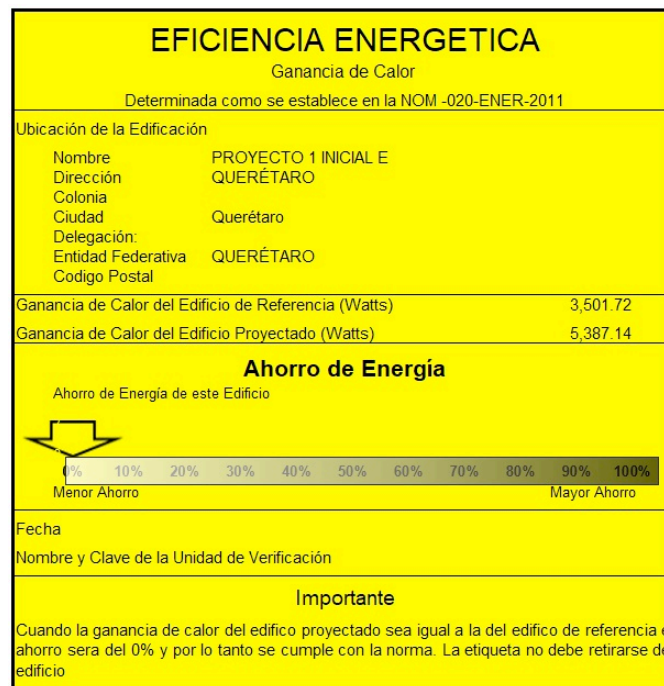 EFICIENCIA ENERGETICA
Ganancia de Calor
Determinada como se establece en la NOM -020-ENER-2011
Ubicación de la Edificación
Nombre PROYECTO 1 INICIAL E
Dirección QUERÉTARO
Colonia
Ciudad Querétaro
Delegación:
Entidad Federativa QUERÉTARO
Codigo Postal
Ganancia de Calor del Edificio de Referencia (Watts) 3,501.72
Ganancia de Calor del Edificio Proyectado (Watts) 5,387.14
Ahorro de Energía
Ahorro de Energía de este Edificio
0% 10% 20% 30% 40% 50% 60% 70% 80% 90% 100%
Menor Ahorro Mayor Ahorro
Fecha
Nombre y Clave de la Unidad de Verificación
Importante
Cuando la ganancia de calor del edifico proyectado sea igual a la del edifico de referencia e
ahorro sera del 0% y por lo tanto se cumple con la norma. La etiqueta no debe retirarse de
edificio